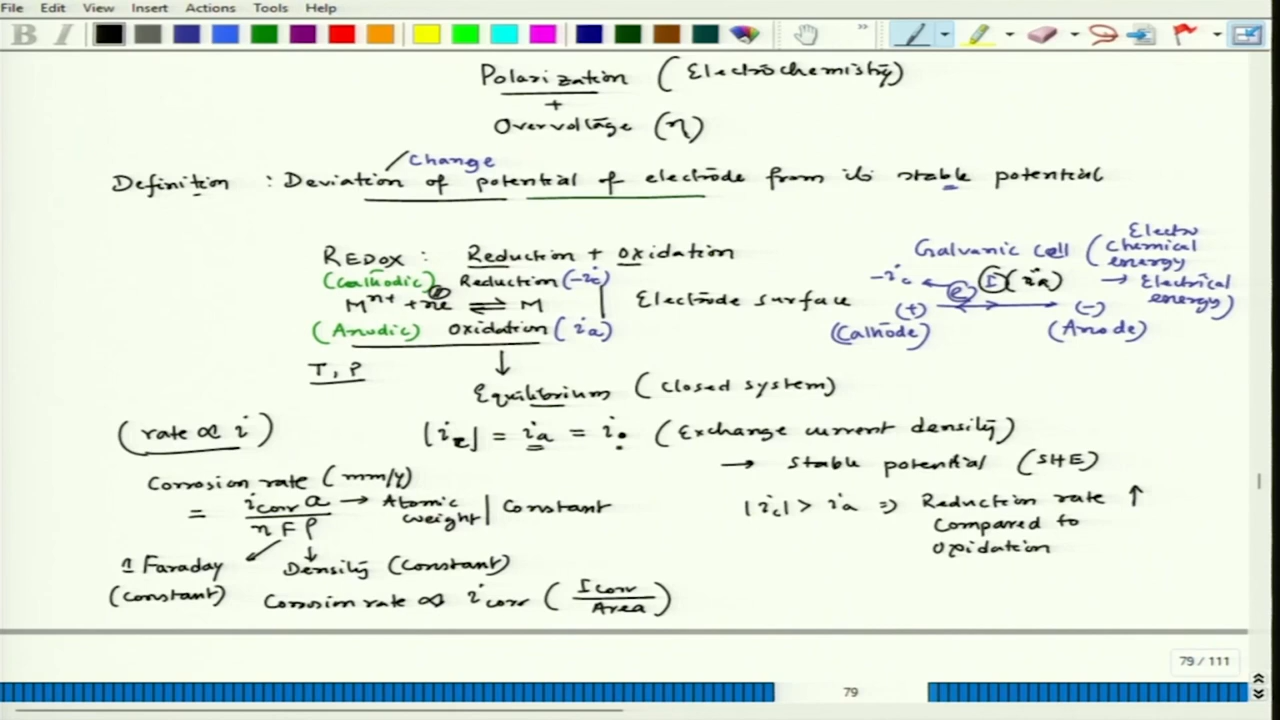 File Edit View Insert Actions Tools Help
B I
Polarization (Electrochemistry)
+
Overvoltage (η)
Change
Definition : Deviation of potential of electrode from its stable potential
REDOX : Reduction + Oxidation
(Cathodic) Reduction (-ic)
M^n+ + ne ⇌ M
(Anodic) Oxidation (ia)
Electrode surface
Galvanic cell (Electro
chemical
energy
→ Electrical
energy)
-ic ← e I (ia)
(+) (-)
(Cathode) (Anode)
T, P
↓
Equilibrium (closed system)
(rate ∝ i)
|ic| = ia = i0 (Exchange current density)
→ Stable potential (SHE)
Corrosion rate (mm/y)
= icorr a / n F ρ → Atomic weight | Constant
|ic| > ia ⇒ Reduction rate ↑
Compared to
oxidation
1 Faraday
(constant)
Density (constant)
Corrosion rate ∝ icorr (Icorr / Area)
79 / 111
79